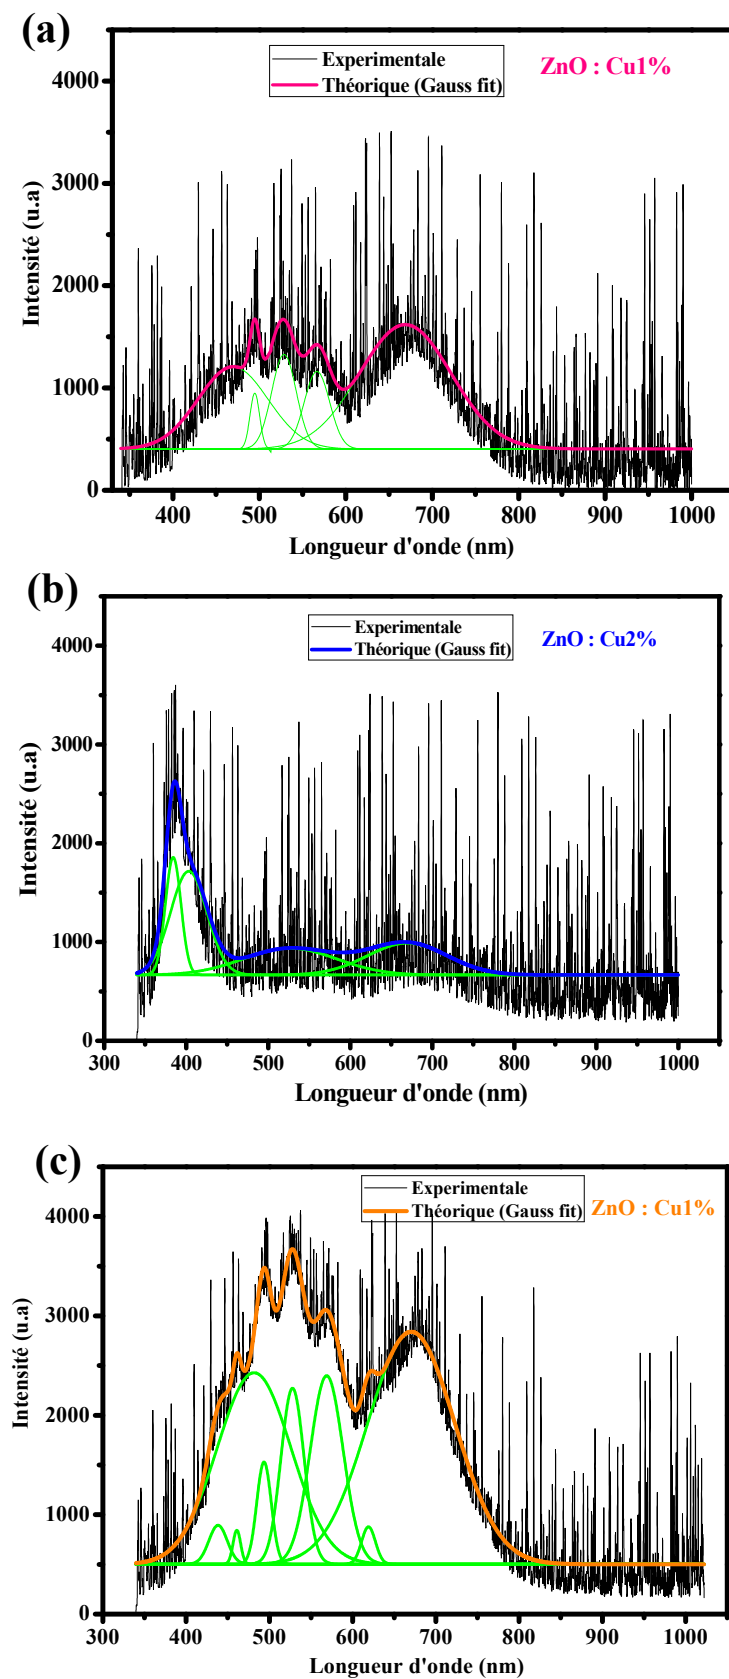 (a)
Experimentale
Théorique (Gauss fit)
ZnO : Cu1%
Intensité (u.a)
4000
3000
2000
1000
0
400 500 600 700 800 900 1000
Longueur d'onde (nm)
(b)
Experimentale
Théorique (Gauss fit)
ZnO : Cu2%
Intensité (u.a)
4000
3000
2000
1000
0
300 400 500 600 700 800 900 1000
Longueur d'onde (nm)
(c)
Experimentale
Théorique (Gauss fit)
ZnO : Cu1%
Intensité (u.a)
4000
3000
2000
1000
0
300 400 500 600 700 800 900 1000
Longueur d'onde (nm)